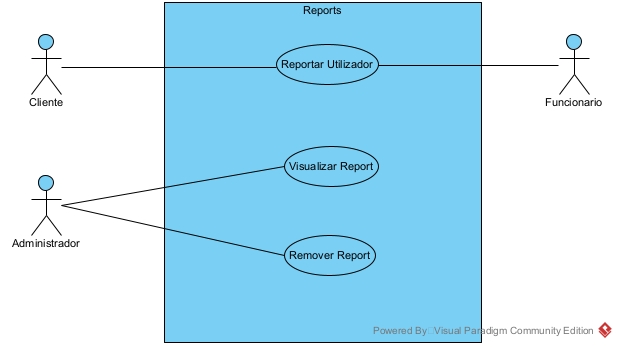 Reports
Reportar Utilizador
Cliente
Funcionario
Visualizar Report
Administrador
Remover Report
Powered By Visual Paradigm Community Edition